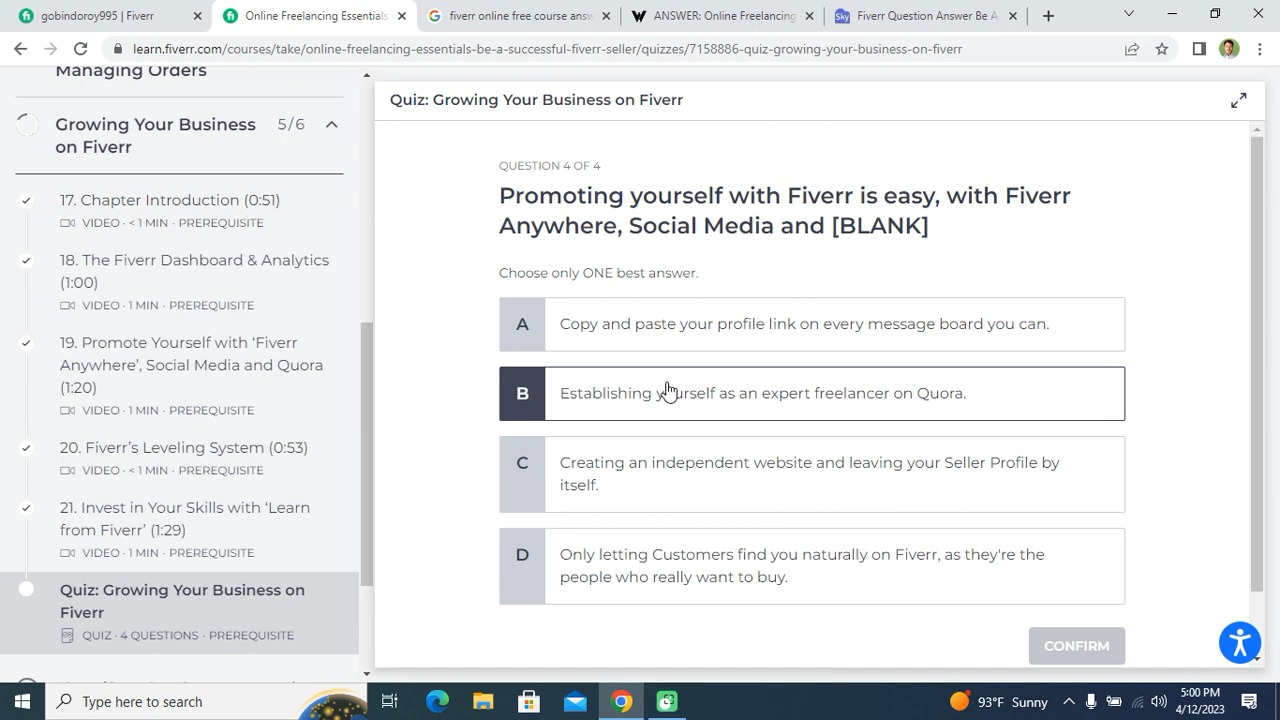 gobindoroy995 | Fiverr
Online Freelancing Essentials
fiverr online free course answ
ANSWER: Online Freelancing
Sky
Fiverr Question Answer Be A
learn.fiverr.com/courses/take/online-freelancing-essentials-be-a-successful-fiverr-seller/quizzes/7158886-quiz-growing-your-business-on-fiverr
Managing Orders
Growing Your Business
on Fiverr
5/6
17. Chapter Introduction (0:51)
VIDEO · < 1 MIN · PREREQUISITE
18. The Fiverr Dashboard & Analytics
(1:00)
VIDEO · 1 MIN · PREREQUISITE
19. Promote Yourself with ‘Fiverr
Anywhere’, Social Media and Quora
(1:20)
VIDEO · 1 MIN · PREREQUISITE
20. Fiverr’s Leveling System (0:53)
VIDEO · < 1 MIN · PREREQUISITE
21. Invest in Your Skills with ‘Learn
from Fiverr’ (1:29)
VIDEO · 1 MIN · PREREQUISITE
Quiz: Growing Your Business on
Fiverr
QUIZ · 4 QUESTIONS · PREREQUISITE
Quiz: Growing Your Business on Fiverr
QUESTION 4 OF 4
Promoting yourself with Fiverr is easy, with Fiverr
Anywhere, Social Media and [BLANK]
Choose only ONE best answer.
A
Copy and paste your profile link on every message board you can.
B
Establishing yourself as an expert freelancer on Quora.
C
Creating an independent website and leaving your Seller Profile by
itself.
D
Only letting Customers find you naturally on Fiverr, as they're the
people who really want to buy.
CONFIRM
Type here to search
93°F Sunny
5:00 PM
4/12/2023